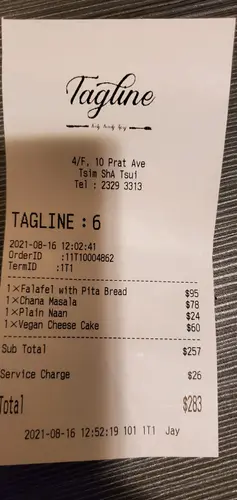 Tagline
4/F, 10 Prat Ave
Tsim ShA Tsui
Tel : 2329 3313
TAGLINE : 6
2021-08-16 12:02:41
OrderID :11T10004862
TermID :1T1
1×Falafel with Pita Bread $95
1×Chana Masala $78
1×Plain Naan $24
1×Vegan Cheese Cake $60
Sub Total $257
Service Charge $26
Total $283
2021-08-16 12:52:19 101 1T1 Jay